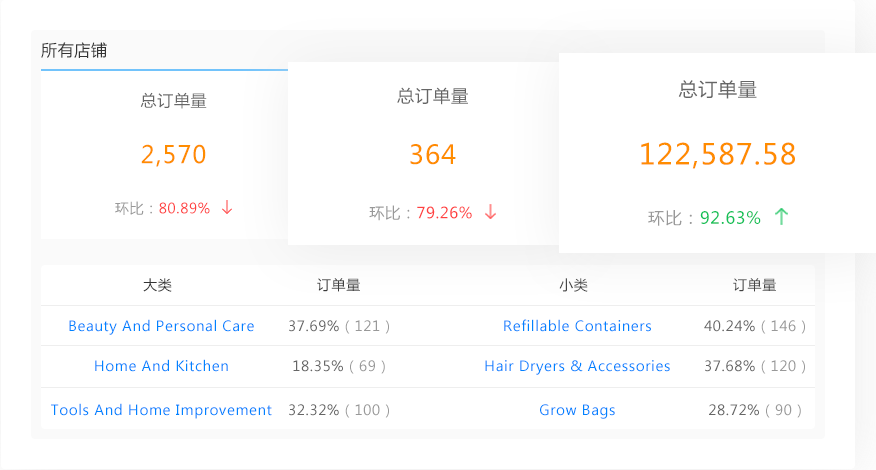 所有店铺
总订单量
2,570
环比：80.89% ↓
总订单量
364
环比：79.26% ↓
总订单量
122,587.58
环比：92.63% ↑
大类 订单量 小类 订单量
Beauty And Personal Care 37.69% ( 121 ) Refillable Containers 40.24% ( 146 )
Home And Kitchen 18.35% ( 69 ) Hair Dryers & Accessories 37.68% ( 120 )
Tools And Home Improvement 32.32% ( 100 ) Grow Bags 28.72% ( 90 )